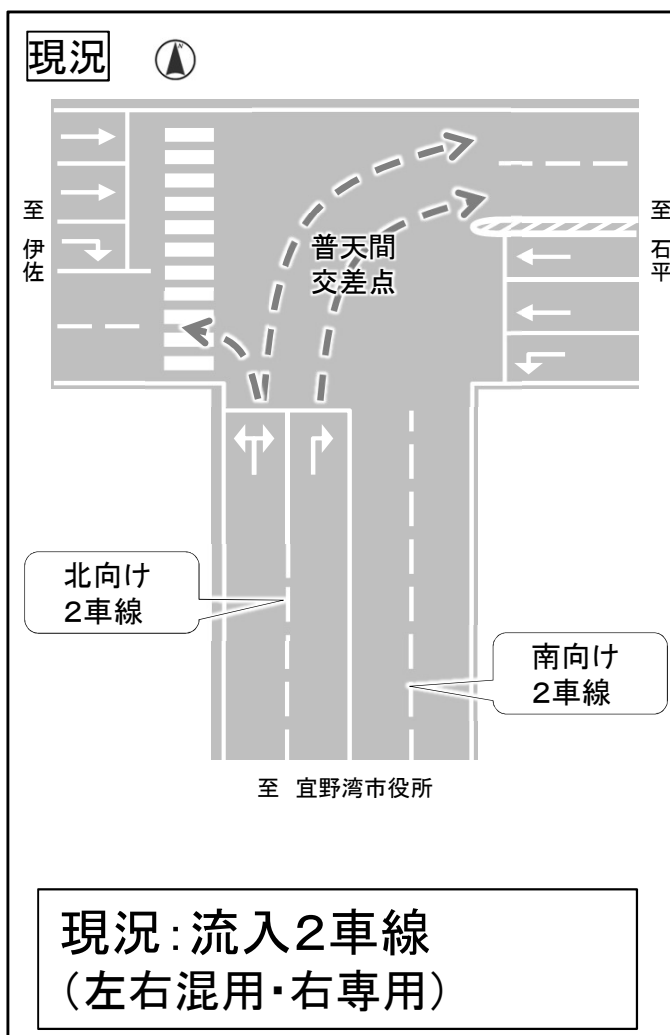 現況
N
至 伊佐
至 石平
普天間
交差点
北向け
2車線
南向け
2車線
至 宜野湾市役所
現況:流入2車線
(左右混用・右専用)